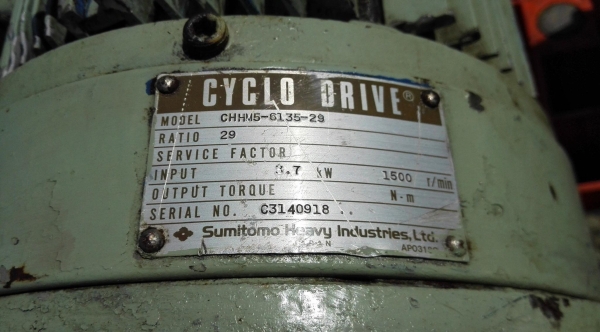 CYCLO DRIVE®
MODEL CHHM5-6135-29
RATIO 29
SERVICE FACTOR
INPUT 3.7 kW 1500 r/min
OUTPUT TORQUE N·m
SERIAL NO. C3140918 ..
Sumitomo Heavy Industries, Ltd.